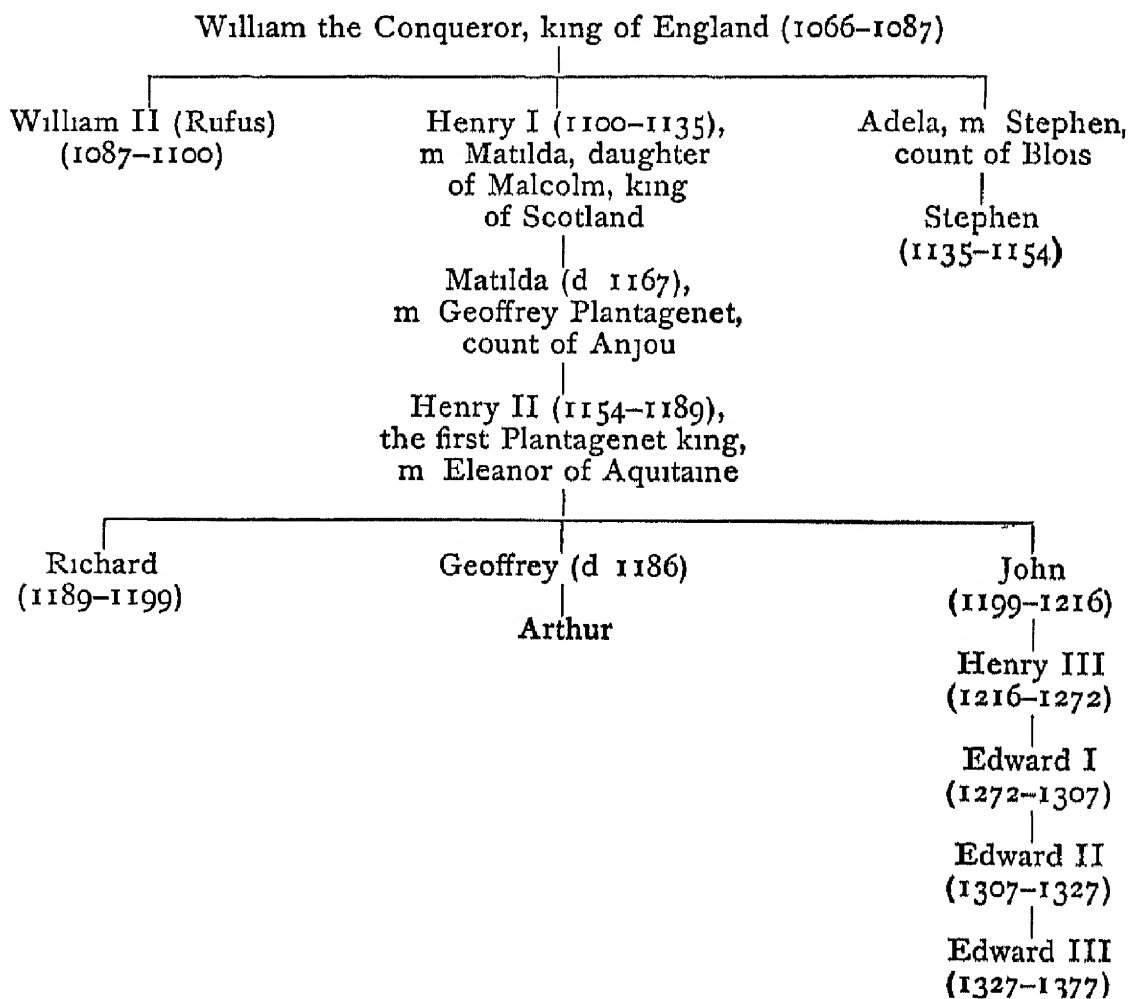 William the Conqueror, king of England (1066–1087)
William II (Rufus)
(1087–1100)
Henry I (1100–1135),
m Matilda, daughter
of Malcolm, king
of Scotland
Adela, m Stephen,
count of Blois
Stephen
(1135–1154)
Matilda (d 1167),
m Geoffrey Plantagenet,
count of Anjou
Henry II (1154–1189),
the first Plantagenet king,
m Eleanor of Aquitaine
Richard
(1189–1199)
Geoffrey (d 1186)
Arthur
John
(1199–1216)
Henry III
(1216–1272)
Edward I
(1272–1307)
Edward II
(1307–1327)
Edward III
(1327–1377)